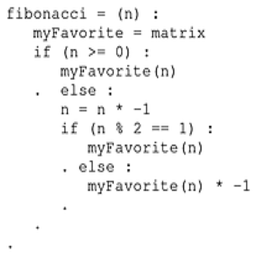 fibonacci = (n) :
myFavorite = matrix
if (n >= 0) :
myFavorite(n)
. else :
n = n * -1
if (n % 2 == 1) :
myFavorite(n)
. else :
myFavorite(n) * -1
.
.
.